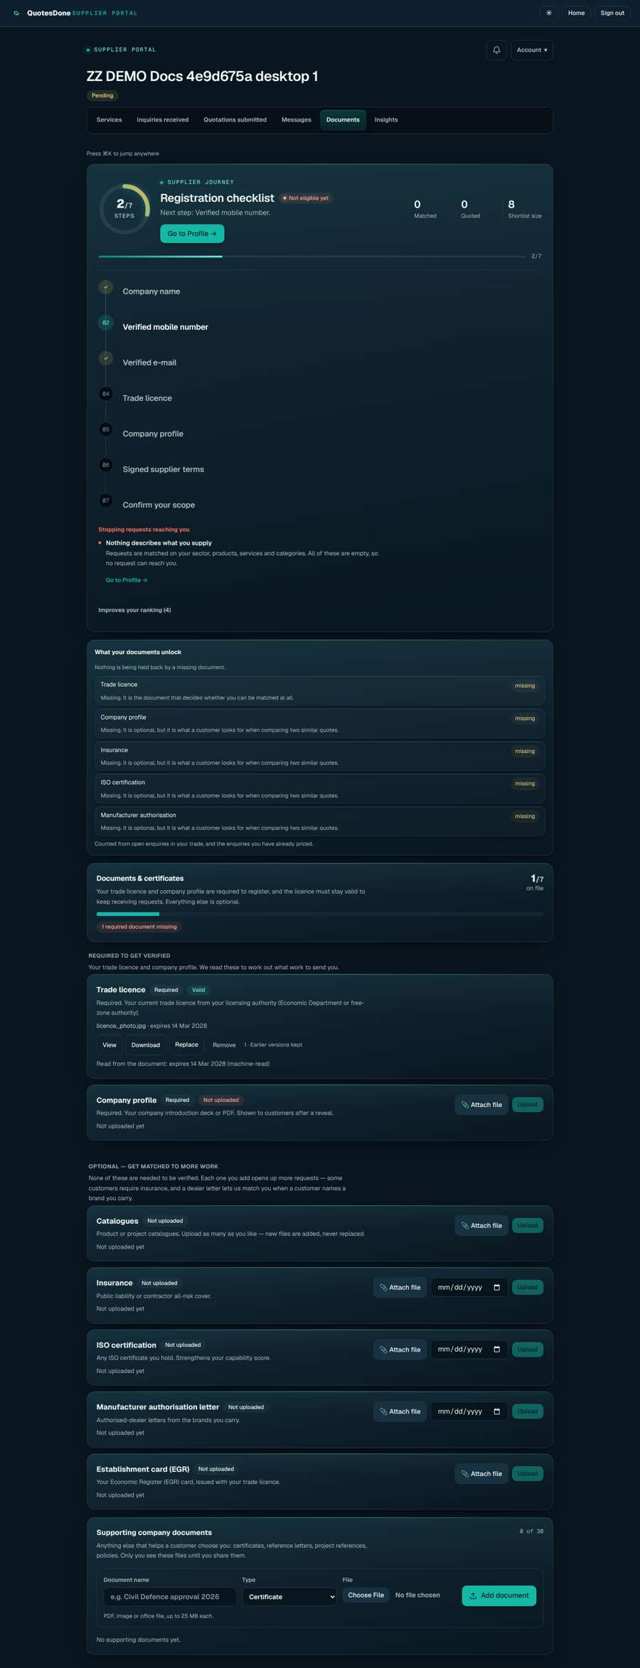 QuotesDone SUPPLIER PORTAL
Home
Sign out
SUPPLIER PORTAL
Account ▾
ZZ DEMO Docs 4e9d675a desktop 1
Pending
Services
Inquiries received
Quotations submitted
Messages
Documents
Insights
Press ⌘K to jump anywhere
2/7
STEPS
SUPPLIER JOURNEY
Registration checklist
Not eligible yet
Next step: Verified mobile number.
Go to Profile →
0
Matched
0
Quoted
8
Shortlist size
2/7
✓ Company name
02 Verified mobile number
✓ Verified e-mail
04 Trade licence
05 Company profile
06 Signed supplier terms
07 Confirm your scope
Stopping requests reaching you
Nothing describes what you supply
Requests are matched on your sector, products, services and categories. All of these are empty, so
no request can reach you.
Go to Profile →
Improves your ranking (4)
What your documents unlock
Nothing is being held back by a missing document.
Trade licence
missing
Missing. It is the document that decides whether you can be matched at all.
Company profile
missing
Missing. It is optional, but it is what a customer looks for when comparing two similar quotes.
Insurance
missing
Missing. It is optional, but it is what a customer looks for when comparing two similar quotes.
ISO certification
missing
Missing. It is optional, but it is what a customer looks for when comparing two similar quotes.
Manufacturer authorisation
missing
Missing. It is optional, but it is what a customer looks for when comparing two similar quotes.
Counted from open enquiries in your trade, and the enquiries you have already priced.
Documents & certificates
1/7
on file
Your trade licence and company profile are required to register, and the licence must stay valid to
keep receiving requests. Everything else is optional.
1 required document missing
REQUIRED TO GET VERIFIED
Your trade licence and company profile. We read these to work out what work to send you.
Trade licence
Required
Valid
Required. Your current trade licence from your licensing authority (Economic Department or free-
zone authority).
licence_photo.jpg · expires 14 Mar 2028
View
Download
Replace
Remove
1 · Earlier versions kept
Read from the document: expires 14 Mar 2028 (machine-read)
Company profile
Required
Not uploaded
Required. Your company introduction deck or PDF. Shown to customers after a reveal.
Not uploaded yet
Attach file
Upload
OPTIONAL — GET MATCHED TO MORE WORK
None of these are needed to be verified. Each one you add opens up more requests — some
customers require insurance, and a dealer letter lets us match you when a customer names a
brand you carry.
Catalogues
Not uploaded
Product or project catalogues. Upload as many as you like — new files are added, never replaced.
Not uploaded yet
Attach file
Upload
Insurance
Not uploaded
Public liability or contractor all-risk cover.
Not uploaded yet
Attach file
mm/dd/yyyy
Upload
ISO certification
Not uploaded
Any ISO certificate you hold. Strengthens your capability score.
Not uploaded yet
Attach file
mm/dd/yyyy
Upload
Manufacturer authorisation letter
Not uploaded
Authorised-dealer letters from the brands you carry.
Not uploaded yet
Attach file
mm/dd/yyyy
Upload
Establishment card (EGR)
Not uploaded
Your Economic Register (EGR) card, issued with your trade licence.
Not uploaded yet
Attach file
Upload
Supporting company documents
0 of 30
Anything else that helps a customer choose you: certificates, reference letters, project references,
policies. Only you see these files until you share them.
Document name
Type
File
e.g. Civil Defence approval 2026
Certificate
Choose File
No file chosen
Add document
PDF, image or office file, up to 25 MB each.
No supporting documents yet.